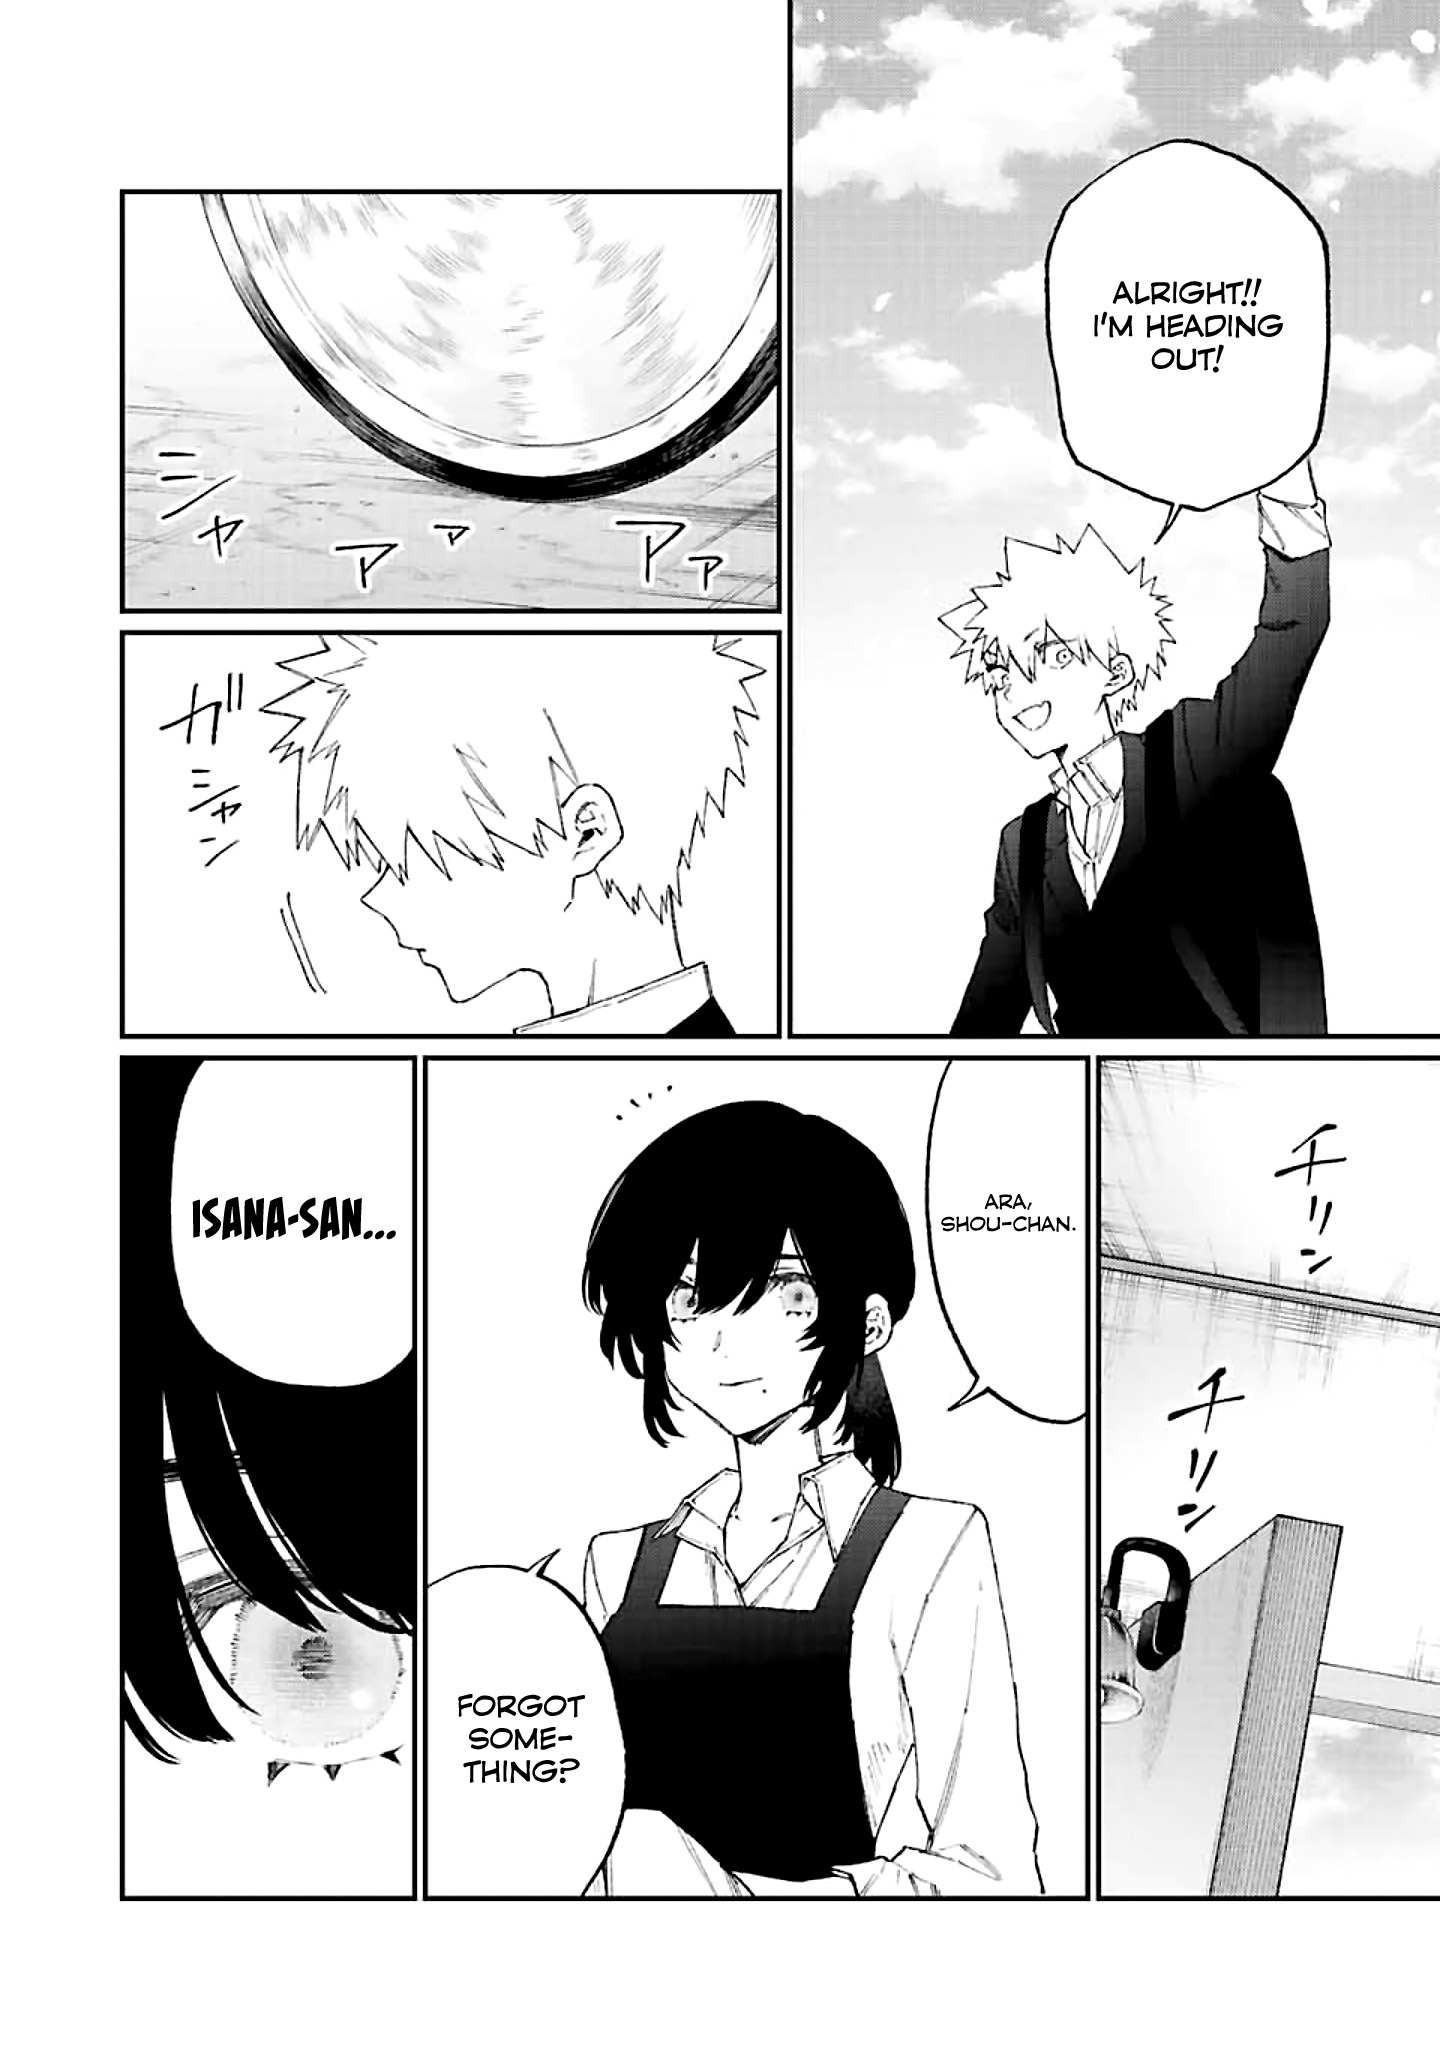 ALRIGHT!!
I'M HEADING
OUT!
シャアアァァ
ガシャン
チリン
チリン
ARA,
SHOU-CHAN.
FORGOT
SOME-
THING?
ISANA-SAN...